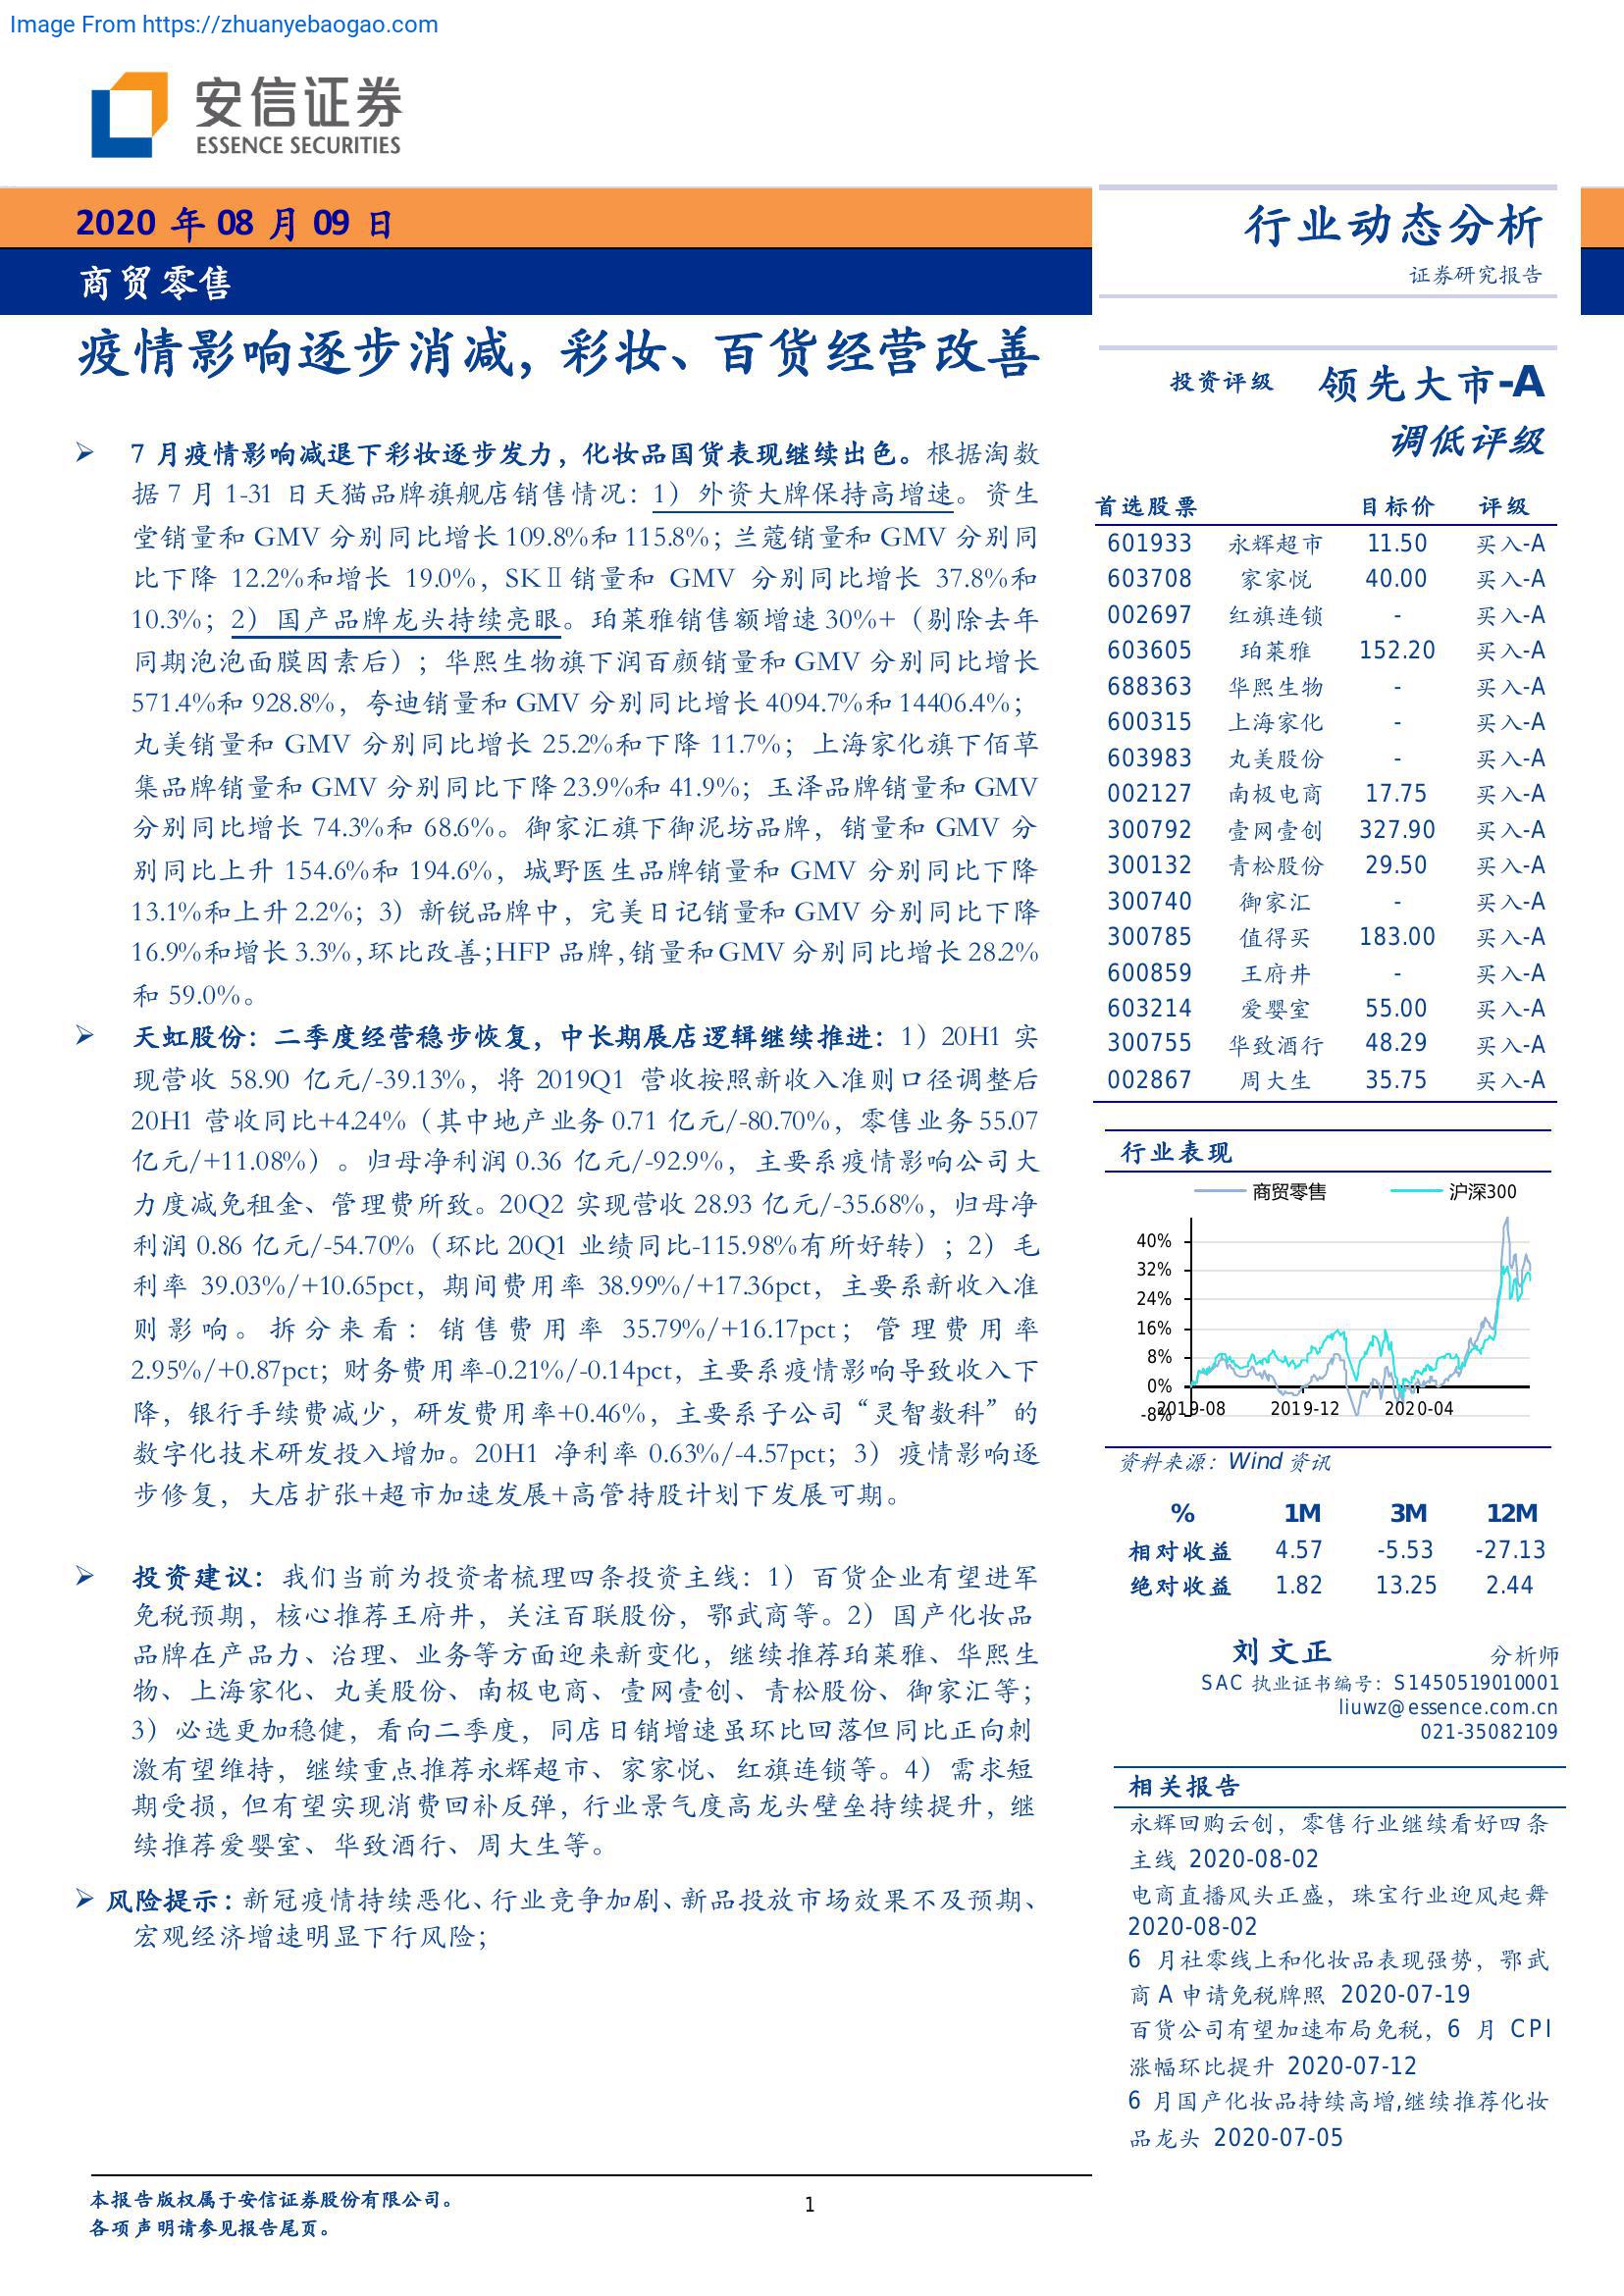 Image From https://zhuanyebaogao.com
安信证券
ESSENCE SECURITIES
2020 年 08 月 09 日
商贸零售
行业动态分析
证券研究报告
疫情影响逐步消减，彩妆、百货经营改善
➢ 7 月疫情影响减退下彩妆逐步发力，化妆品国货表现继续出色。根据淘数
据 7 月 1-31 日天猫品牌旗舰店销售情况：1）外资大牌保持高增速。资生
堂销量和 GMV 分别同比增长 109.8%和 115.8%；兰蔻销量和 GMV 分别同
比下降 12.2%和增长 19.0%，SKⅡ销量和 GMV 分别同比增长 37.8%和
10.3%；2）国产品牌龙头持续亮眼。珀莱雅销售额增速 30%+（剔除去年
同期泡泡面膜因素后）；华熙生物旗下润百颜销量和 GMV 分别同比增长
571.4%和 928.8%，夸迪销量和 GMV 分别同比增长 4094.7%和 14406.4%；
丸美销量和 GMV 分别同比增长 25.2%和下降 11.7%；上海家化旗下佰草
集品牌销量和 GMV 分别同比下降 23.9%和 41.9%；玉泽品牌销量和 GMV
分别同比增长 74.3%和 68.6%。御家汇旗下御泥坊品牌，销量和 GMV 分
别同比上升 154.6%和 194.6%，城野医生品牌销量和 GMV 分别同比下降
13.1%和上升 2.2%；3）新锐品牌中，完美日记销量和 GMV 分别同比下降
16.9%和增长 3.3%,环比改善;HFP 品牌,销量和 GMV 分别同比增长 28.2%
和 59.0%。
➢ 天虹股份：二季度经营稳步恢复，中长期展店逻辑继续推进：1）20H1 实
现营收 58.90 亿元/-39.13%，将 2019Q1 营收按照新收入准则口径调整后
20H1 营收同比+4.24%（其中地产业务 0.71 亿元/-80.70%，零售业务 55.07
亿元/+11.08%）。归母净利润 0.36 亿元/-92.9%，主要系疫情影响公司大
力度减免租金、管理费所致。20Q2 实现营收 28.93 亿元/-35.68%，归母净
利润 0.86 亿元/-54.70%（环比 20Q1 业绩同比-115.98%有所好转）；2）毛
利率 39.03%/+10.65pct，期间费用率 38.99%/+17.36pct，主要系新收入准
则影响。拆分来看：销售费用率 35.79%/+16.17pct；管理费用率
2.95%/+0.87pct；财务费用率-0.21%/-0.14pct，主要系疫情影响导致收入下
降，银行手续费减少，研发费用率+0.46%，主要系子公司“灵智数科”的
数字化技术研发投入增加。20H1 净利率 0.63%/-4.57pct；3）疫情影响逐
步修复，大店扩张+超市加速发展+高管持股计划下发展可期。
➢ 投资建议：我们当前为投资者梳理四条投资主线：1）百货企业有望进军
免税预期，核心推荐王府井，关注百联股份，鄂武商等。2）国产化妆品
品牌在产品力、治理、业务等方面迎来新变化，继续推荐珀莱雅、华熙生
物、上海家化、丸美股份、南极电商、壹网壹创、青松股份、御家汇等；
3）必选更加稳健，看向二季度，同店日销增速虽环比回落但同比正向刺
激有望维持，继续重点推荐永辉超市、家家悦、红旗连锁等。4）需求短
期受损，但有望实现消费回补反弹，行业景气度高龙头壁垒持续提升，继
续推荐爱婴室、华致酒行、周大生等。
➢ 风险提示：新冠疫情持续恶化、行业竞争加剧、新品投放市场效果不及预期、
宏观经济增速明显下行风险；
投资评级 领先大市-A
调低评级
首选股票 目标价 评级
601933 永辉超市 11.50 买入-A
603708 家家悦 40.00 买入-A
002697 红旗连锁 - 买入-A
603605 珀莱雅 152.20 买入-A
688363 华熙生物 - 买入-A
600315 上海家化 - 买入-A
603983 丸美股份 - 买入-A
002127 南极电商 17.75 买入-A
300792 壹网壹创 327.90 买入-A
300132 青松股份 29.50 买入-A
300740 御家汇 - 买入-A
300785 值得买 183.00 买入-A
600859 王府井 - 买入-A
603214 爱婴室 55.00 买入-A
300755 华致酒行 48.29 买入-A
002867 周大生 35.75 买入-A
行业表现
商贸零售 沪深300
40%
32%
24%
16%
8%
0%
-8%
2019-08 2019-12 2020-04
资料来源：Wind 资讯
% 1M 3M 12M
相对收益 4.57 -5.53 -27.13
绝对收益 1.82 13.25 2.44
刘文正 分析师
SAC 执业证书编号：S1450519010001
liuwz@essence.com.cn
021-35082109
相关报告
永辉回购云创，零售行业继续看好四条
主线 2020-08-02
电商直播风头正盛，珠宝行业迎风起舞
2020-08-02
6 月社零线上和化妆品表现强势，鄂武
商 A 申请免税牌照 2020-07-19
百货公司有望加速布局免税，6 月 CPI
涨幅环比提升 2020-07-12
6 月国产化妆品持续高增,继续推荐化妆
品龙头 2020-07-05
本报告版权属于安信证券股份有限公司。
各项声明请参见报告尾页。
1